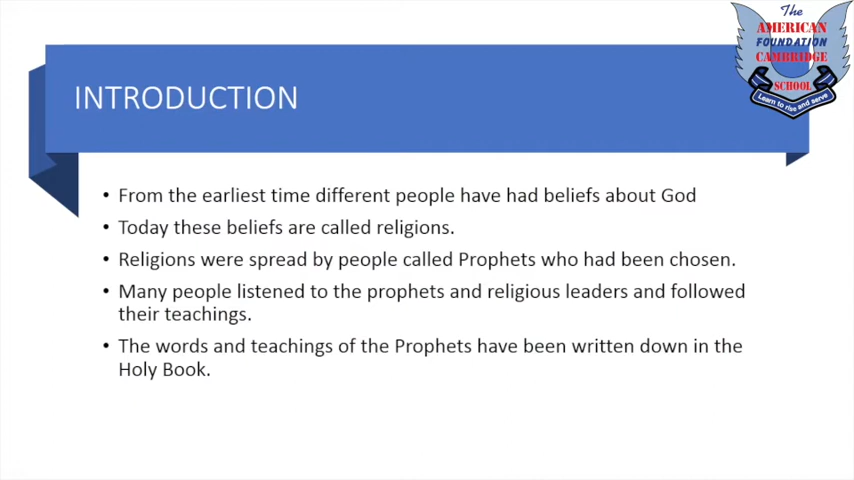 The
AMERICAN
FOUNDATION
CAMBRIDGE
SCHOOL
Learn to rise and serve
INTRODUCTION
• From the earliest time different people have had beliefs about God
• Today these beliefs are called religions.
• Religions were spread by people called Prophets who had been chosen.
• Many people listened to the prophets and religious leaders and followed
their teachings.
• The words and teachings of the Prophets have been written down in the
Holy Book.